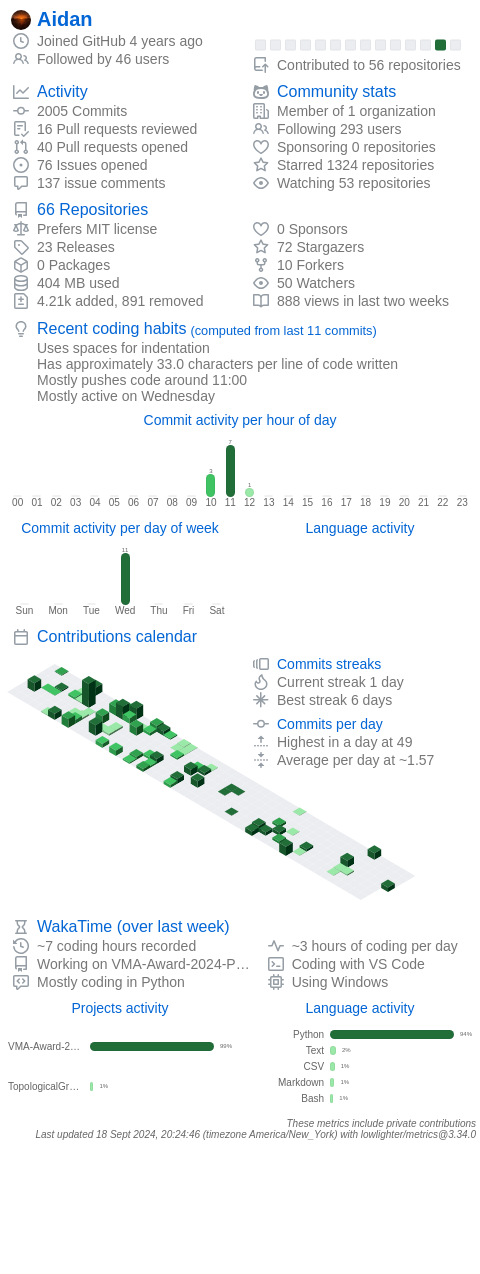 Aidan
Joined GitHub 4 years ago
Followed by 46 users
Contributed to 56 repositories
Activity
2005 Commits
16 Pull requests reviewed
40 Pull requests opened
76 Issues opened
137 issue comments
Community stats
Member of 1 organization
Following 293 users
Sponsoring 0 repositories
Starred 1324 repositories
Watching 53 repositories
66 Repositories
Prefers MIT license
23 Releases
0 Packages
404 MB used
4.21k added, 891 removed
0 Sponsors
72 Stargazers
10 Forkers
50 Watchers
888 views in last two weeks
Recent coding habits (computed from last 11 commits)
Uses spaces for indentation
Has approximately 33.0 characters per line of code written
Mostly pushes code around 11:00
Mostly active on Wednesday
Commit activity per hour of day
3 7 1
00 01 02 03 04 05 06 07 08 09 10 11 12 13 14 15 16 17 18 19 20 21 22 23
Commit activity per day of week
11
Sun Mon Tue Wed Thu Fri Sat
Language activity
Contributions calendar
Commits streaks
Current streak 1 day
Best streak 6 days
Commits per day
Highest in a day at 49
Average per day at ~1.57
WakaTime (over last week)
~7 coding hours recorded
Working on VMA-Award-2024-P…
Mostly coding in Python
~3 hours of coding per day
Coding with VS Code
Using Windows
Projects activity
VMA-Award-2... 99%
TopologicalGr... 1%
Language activity
Python 94%
Text 2%
CSV 1%
Markdown 1%
Bash 1%
These metrics include private contributions
Last updated 18 Sept 2024, 20:24:46 (timezone America/New_York) with lowlighter/metrics@3.34.0